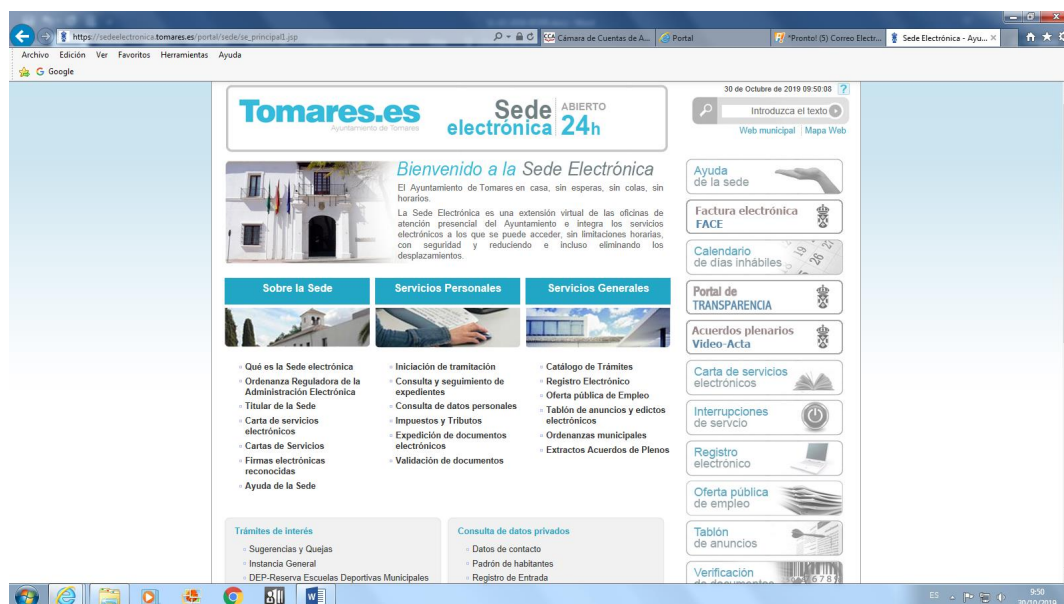 https://sedeelectronica.tomares.es/portal/sede/se_principal1.jsp
Cámara de Cuentas de A...
Portal
*Pronto! (5) Correo Electr...
Sede Electrónica - Ayu...
Archivo Edición Ver Favoritos Herramientas Ayuda
Google
30 de Octubre de 2019 09:50:08 ?
Tomares.es
Ayuntamiento de Tomares
Sede electrónica
ABIERTO
24h
Introduzca el texto
Web municipal | Mapa Web
Bienvenido a la Sede Electrónica
El Ayuntamiento de Tomares en casa, sin esperas, sin colas, sin
horarios.
La Sede Electrónica es una extensión virtual de las oficinas de
atención presencial del Ayuntamiento e integra los servicios
electrónicos a los que se puede acceder, sin limitaciones horarias,
con seguridad y reduciendo e incluso eliminando los
desplazamientos.
Sobre la Sede
Qué es la Sede electrónica
Ordenanza Reguladora de la
Administración Electrónica
Titular de la Sede
Carta de servicios
electrónicos
Cartas de Servicios
Firmas electrónicas
reconocidas
Ayuda de la Sede
Servicios Personales
Iniciación de tramitación
Consulta y seguimiento de
expedientes
Consulta de datos personales
Impuestos y Tributos
Expedición de documentos
electrónicos
Validación de documentos
Servicios Generales
Catálogo de Trámites
Registro Electrónico
Oferta pública de Empleo
Tablón de anuncios y edictos
electrónicos
Ordenanzas municipales
Extractos Acuerdos de Plenos
Trámites de interés
Sugerencias y Quejas
Instancia General
DEP-Reserva Escuelas Deportivas Municipales
Consulta de datos privados
Datos de contacto
Padrón de habitantes
Registro de Entrada
Ayuda
de la sede
Factura electrónica
FACE
Calendario
de días inhábiles
Portal de
TRANSPARENCIA
Acuerdos plenarios
Video-Acta
Carta de servicios
electrónicos
Interrupciones
de servcio
Registro
electrónico
Oferta pública
de empleo
Tablón
de anuncios
Verificación
de documentos
ES
9:50
30/10/2019